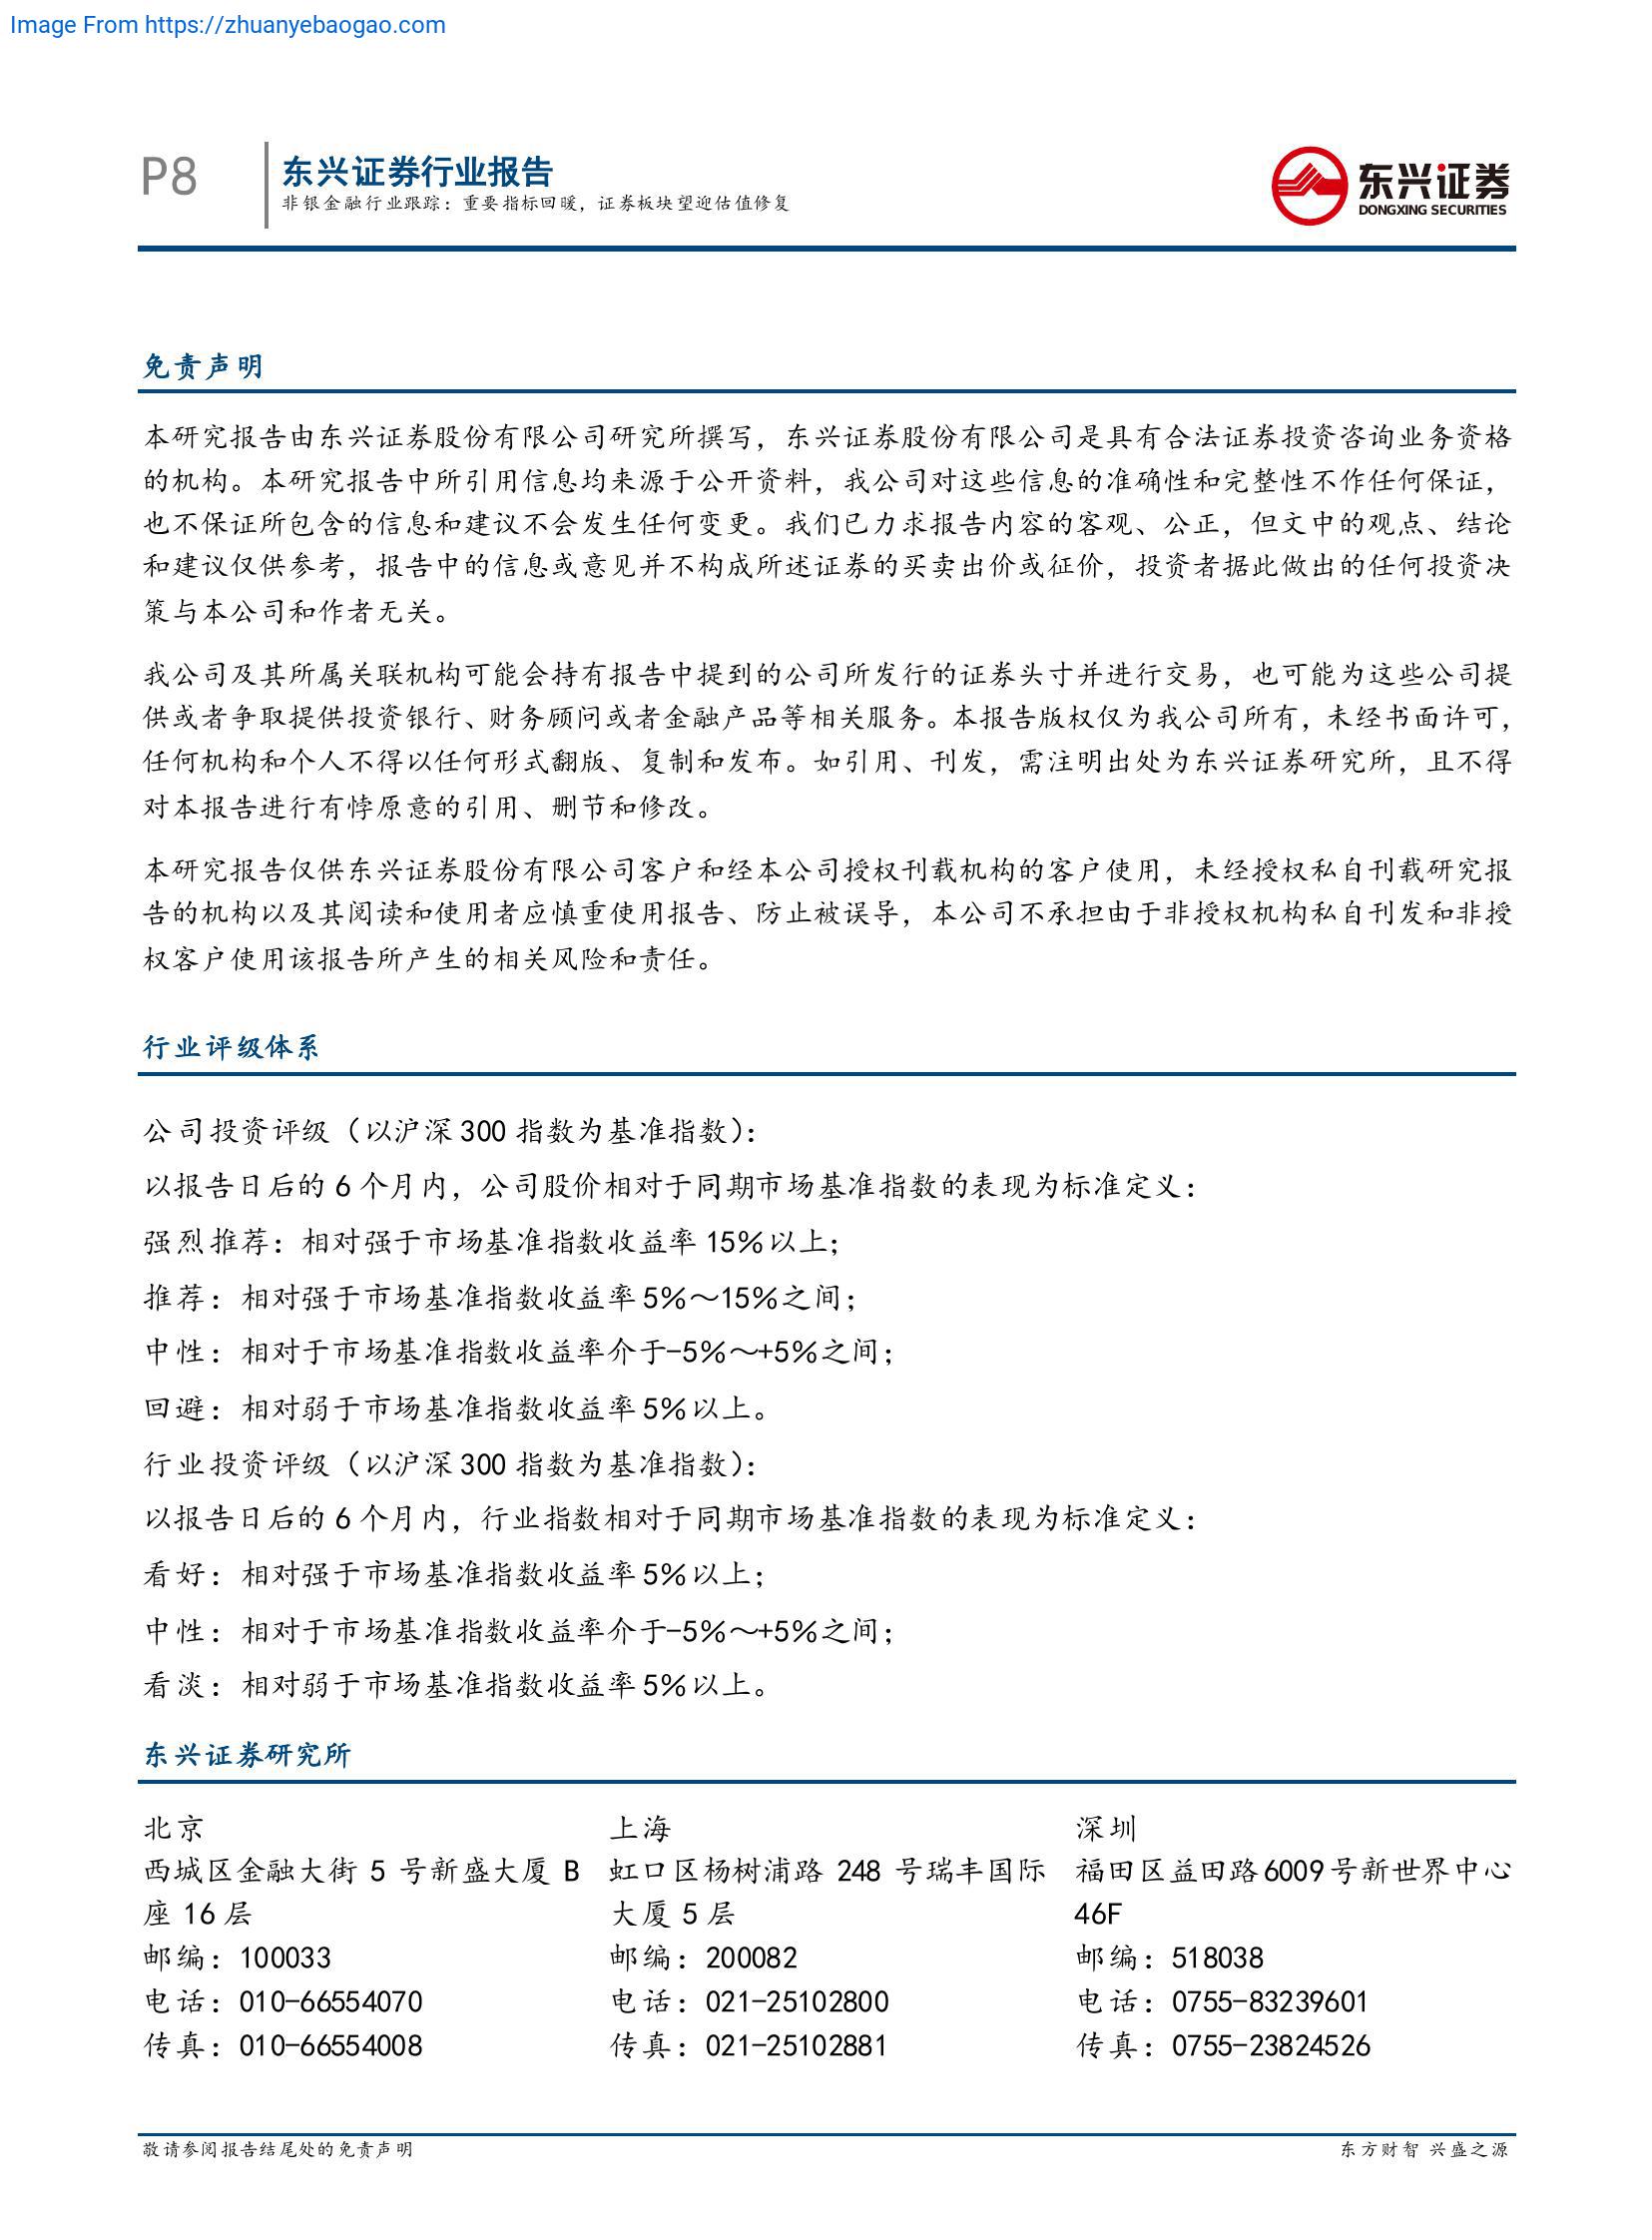 Image From https://zhuanyebaogao.com
P8
东兴证券行业报告
非银金融行业跟踪：重要指标回暖，证券板块望迎估值修复
东兴证券
DONGXING SECURITIES
免责声明
本研究报告由东兴证券股份有限公司研究所撰写，东兴证券股份有限公司是具有合法证券投资咨询业务资格
的机构。本研究报告中所引用信息均来源于公开资料，我公司对这些信息的准确性和完整性不作任何保证，
也不保证所包含的信息和建议不会发生任何变更。我们已力求报告内容的客观、公正，但文中的观点、结论
和建议仅供参考，报告中的信息或意见并不构成所述证券的买卖出价或征价，投资者据此做出的任何投资决
策与本公司和作者无关。
我公司及其所属关联机构可能会持有报告中提到的公司所发行的证券头寸并进行交易，也可能为这些公司提
供或者争取提供投资银行、财务顾问或者金融产品等相关服务。本报告版权仅为我公司所有，未经书面许可，
任何机构和个人不得以任何形式翻版、复制和发布。如引用、刊发，需注明出处为东兴证券研究所，且不得
对本报告进行有悖原意的引用、删节和修改。
本研究报告仅供东兴证券股份有限公司客户和经本公司授权刊载机构的客户使用，未经授权私自刊载研究报
告的机构以及其阅读和使用者应慎重使用报告、防止被误导，本公司不承担由于非授权机构私自刊发和非授
权客户使用该报告所产生的相关风险和责任。
行业评级体系
公司投资评级（以沪深 300 指数为基准指数）：
以报告日后的 6 个月内，公司股价相对于同期市场基准指数的表现为标准定义：
强烈推荐：相对强于市场基准指数收益率 15％以上；
推荐：相对强于市场基准指数收益率 5％～15％之间；
中性：相对于市场基准指数收益率介于-5％～+5％之间；
回避：相对弱于市场基准指数收益率 5％以上。
行业投资评级（以沪深 300 指数为基准指数）：
以报告日后的 6 个月内，行业指数相对于同期市场基准指数的表现为标准定义：
看好：相对强于市场基准指数收益率 5％以上；
中性：相对于市场基准指数收益率介于-5％～+5％之间；
看淡：相对弱于市场基准指数收益率 5％以上。
东兴证券研究所
北京
西城区金融大街 5 号新盛大厦 B
座 16 层
邮编：100033
电话：010-66554070
传真：010-66554008
上海
虹口区杨树浦路 248 号瑞丰国际
大厦 5 层
邮编：200082
电话：021-25102800
传真：021-25102881
深圳
福田区益田路6009号新世界中心
46F
邮编：518038
电话：0755-83239601
传真：0755-23824526
敬请参阅报告结尾处的免责声明
东方财智 兴盛之源